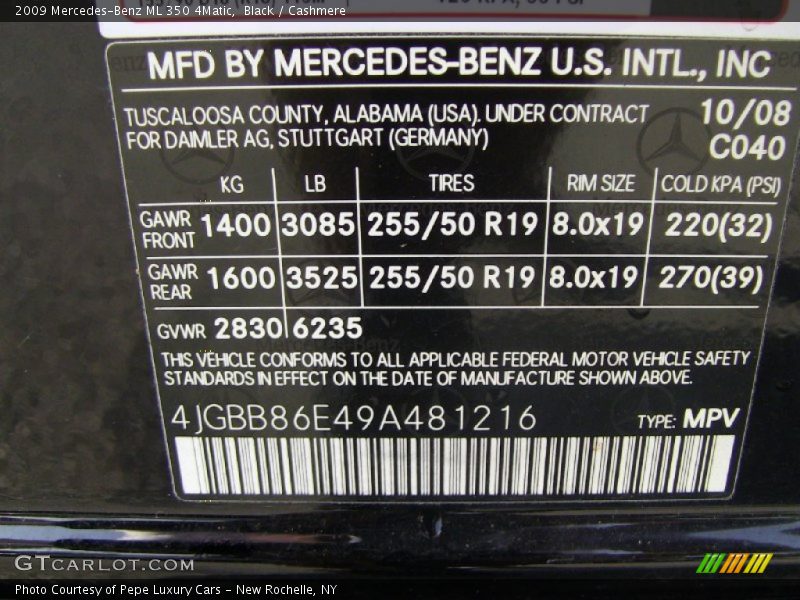 2009 Mercedes-Benz ML 350 4Matic,  Black / Cashmere
MFD BY MERCEDES-BENZ U.S. INTL., INC
TUSCALOOSA COUNTY, ALABAMA (USA). UNDER CONTRACT 10/08
FOR DAIMLER AG, STUTTGART (GERMANY) C040
KG LB TIRES RIM SIZE COLD KPA (PSI)
GAWR FRONT 1400 3085 255/50 R19 8.0x19 220(32)
GAWR REAR 1600 3525 255/50 R19 8.0x19 270(39)
GVWR 2830 6235
THIS VEHICLE CONFORMS TO ALL APPLICABLE FEDERAL MOTOR VEHICLE SAFETY
STANDARDS IN EFFECT ON THE DATE OF MANUFACTURE SHOWN ABOVE.
4JGBB86E49A481216 TYPE: MPV
GTCARLOT.COM
Photo Courtesy of Pepe Luxury Cars - New Rochelle, NY